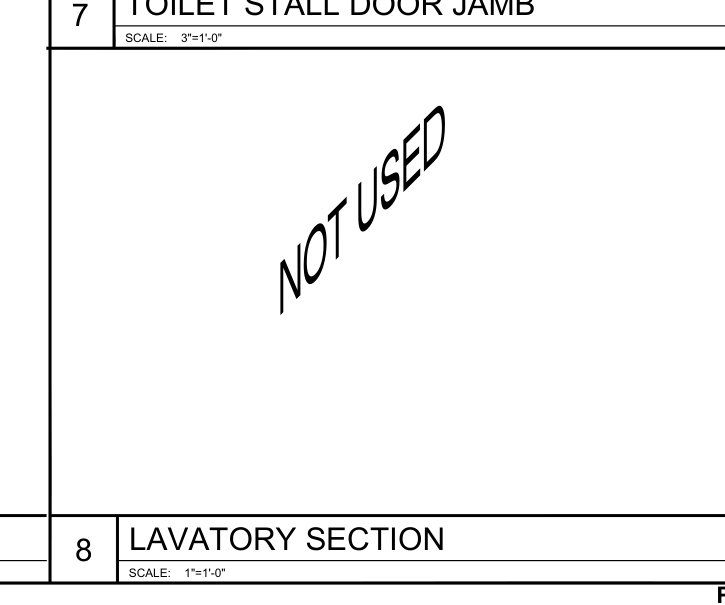 7
TOILET STALL DOOR JAMB
SCALE: 3"=1'-0"
NOT USED
8
LAVATORY SECTION
SCALE: 1"=1'-0"